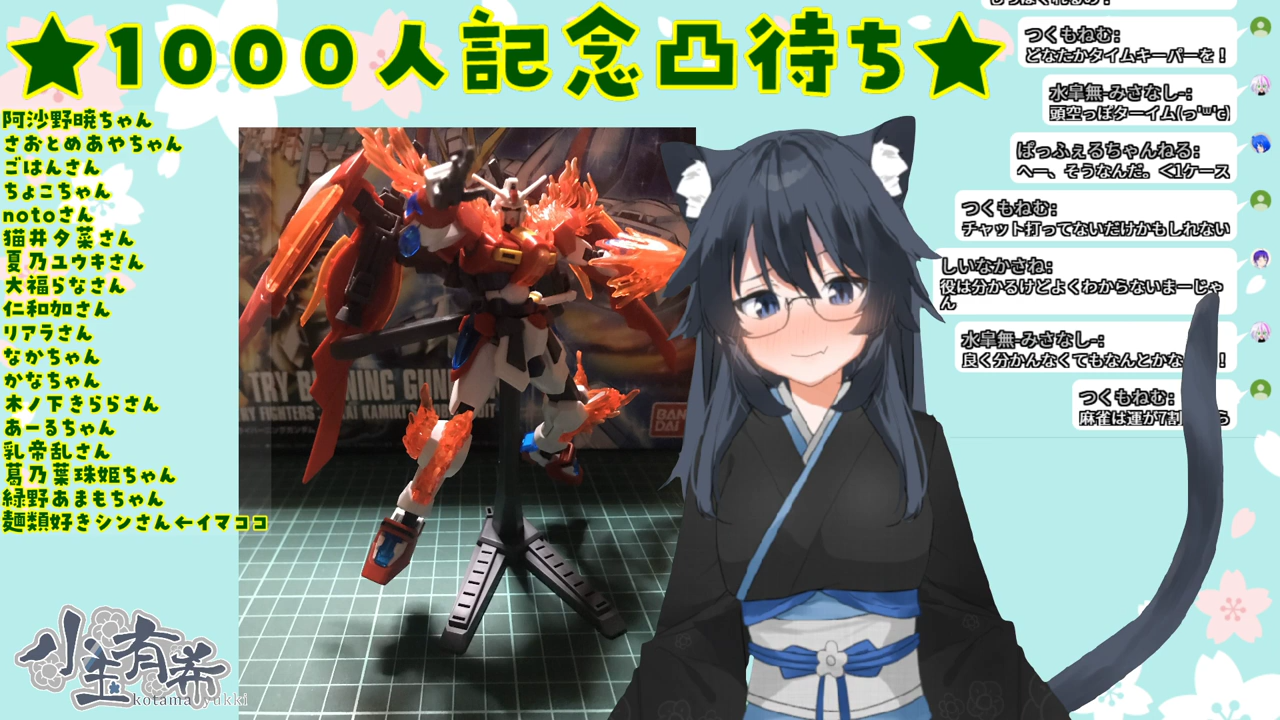 ★1000人記念凸待ち★
阿沙野暁ちゃん
さおとめあやちゃん
ごはんさん
ちょこちゃん
notoさん
猫井夕菜さん
夏乃ユウキさん
大福らなさん
仁和加さん
リアラさん
なかちゃん
かなちゃん
木ノ下きららさん
あーるちゃん
乳帝乱さん
葛乃葉珠姫ちゃん
緑野あまもちゃん
麺類好きシンさん←イマココ
TRY BURNING GUN
BAN
DAI
つくもねむ:
どなたかタイムキーパーを!
水皐無-みさなし-:
頭空っぽターイム(っ'꒳'c)
ぱっふぇるちゃんねる:
へー、そうなんだ。<1ケース
つくもねむ:
チャット打ってないだけかもしれない
しいなかさね:
役は分かるけどよくわからないまーじゃ
ん
水皐無-みさなし-:
良く分かんなくてもなんとかな !
つくもねむ:
麻雀は運が7割 ら
小玉有希
kotama yukki